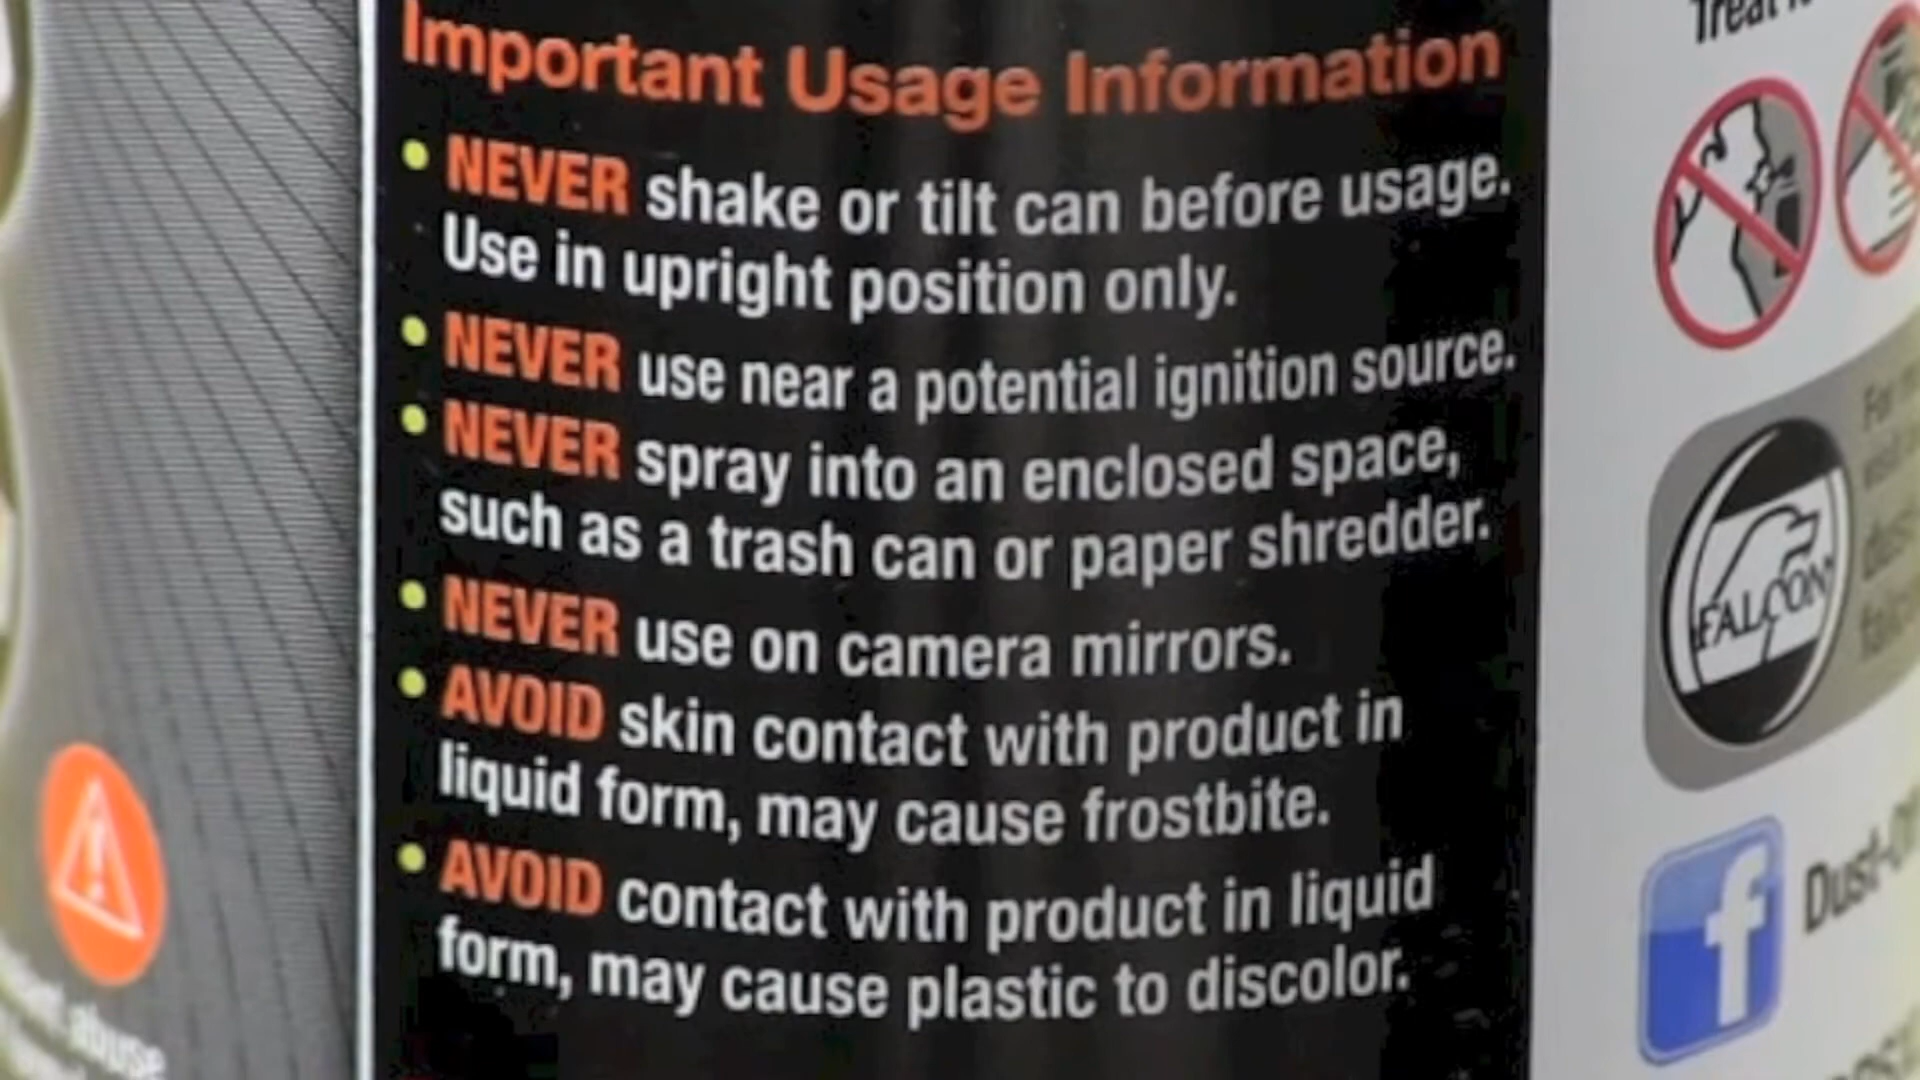 Important Usage Information
• NEVER shake or tilt can before usage.
Use in upright position only.
• NEVER use near a potential ignition source.
• NEVER spray into an enclosed space,
such as a trash can or paper shredder.
• NEVER use on camera mirrors.
• AVOID skin contact with product in
liquid form, may cause frostbite.
• AVOID contact with product in liquid
form, may cause plastic to discolor.
abuse
Treat
For
FALCON
f
Dust-O